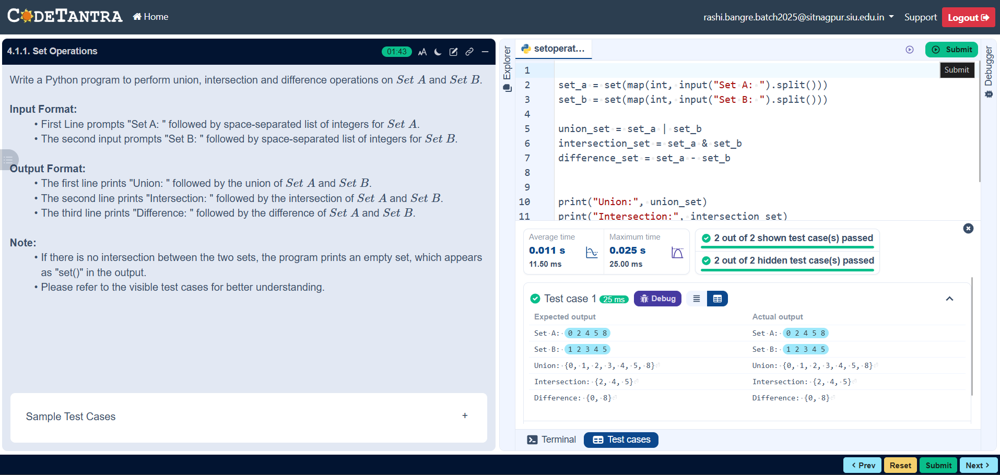 CODETANTRA Home rashi.bangre.batch2025@sitnagpur.siu.edu.in Support Logout
4.1.1. Set Operations 01:43 AA
Write a Python program to perform union, intersection and difference operations on Set A and Set B.
Input Format:
• First Line prompts "Set A: " followed by space-separated list of integers for Set A.
• The second input prompts "Set B: " followed by space-separated list of integers for Set B.
Output Format:
• The first line prints "Union: " followed by the union of Set A and Set B.
• The second line prints "Intersection: " followed by the intersection of Set A and Set B.
• The third line prints "Difference: " followed by the difference of Set A and Set B.
Note:
• If there is no intersection between the two sets, the program prints an empty set, which appears
as "set()" in the output.
• Please refer to the visible test cases for better understanding.
Sample Test Cases +
Explorer
setoperat...
Submit
Submit
Debugger
1
2 set_a = set(map(int, input("Set A: ").split()))
3 set_b = set(map(int, input("Set B: ").split()))
4
5 union_set = set_a | set_b
6 intersection_set = set_a & set_b
7 difference_set = set_a - set_b
8
9
10 print("Union:", union_set)
11 print("Intersection:", intersection_set)
Average time Maximum time
0.011 s 0.025 s
11.50 ms 25.00 ms
2 out of 2 shown test case(s) passed
2 out of 2 hidden test case(s) passed
Test case 1 25 ms Debug
Expected output Actual output
Set A: 0 2 4 5 8 Set A: 0 2 4 5 8
Set B: 1 2 3 4 5 Set B: 1 2 3 4 5
Union: {0, 1, 2, 3, 4, 5, 8} Union: {0, 1, 2, 3, 4, 5, 8}
Intersection: {2, 4, 5} Intersection: {2, 4, 5}
Difference: {0, 8} Difference: {0, 8}
Terminal Test cases
< Prev Reset Submit Next >